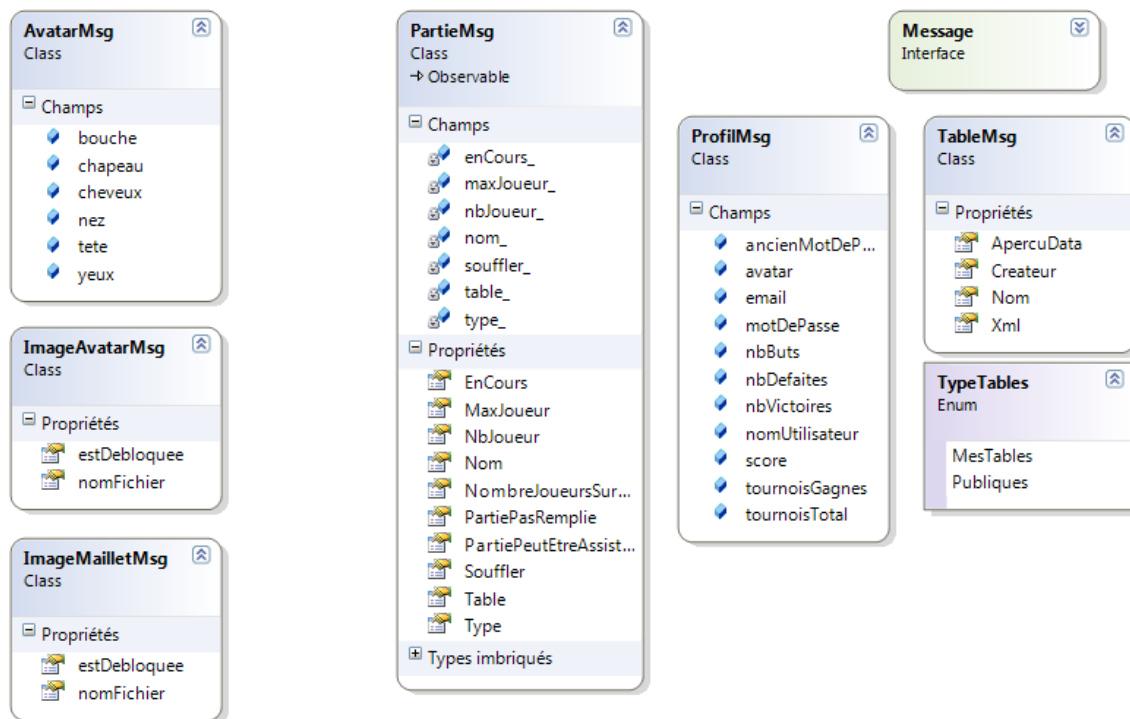 AvatarMsg
Class
Champs
bouche
chapeau
cheveux
nez
tete
yeux
ImageAvatarMsg
Class
Propriétés
estDebloquee
nomFichier
ImageMailletMsg
Class
Propriétés
estDebloquee
nomFichier
PartieMsg
Class
Observable
Champs
enCours_
maxJoueur_
nbJoueur_
nom_
souffler_
table_
type_
Propriétés
EnCours
MaxJoueur
NbJoueur
Nom
NombreJoueursSur...
PartiePasRemplie
PartiePeutEtreAssist...
Souffler
Table
Type
Types imbriqués
Message
Interface
ProfilMsg
Class
Champs
ancienMotDeP...
avatar
email
motDePasse
nbButs
nbDefaites
nbVictoires
nomUtilisateur
score
tournoisGagnes
tournoisTotal
TableMsg
Class
Propriétés
ApercuData
Createur
Nom
Xml
TypeTables
Enum
MesTables
Publiques